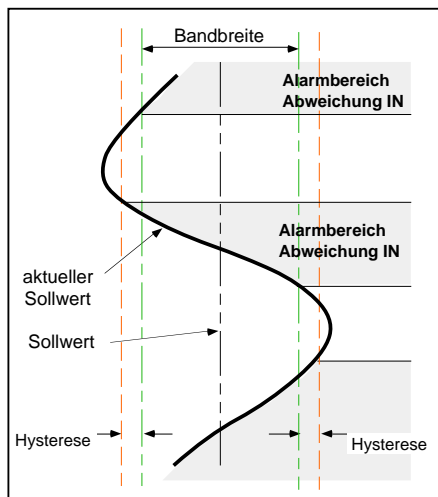 Bandbreite
Alarmbereich
Abweichung IN
Alarmbereich
Abweichung IN
aktueller
Sollwert
Sollwert
Hysterese
Hysterese